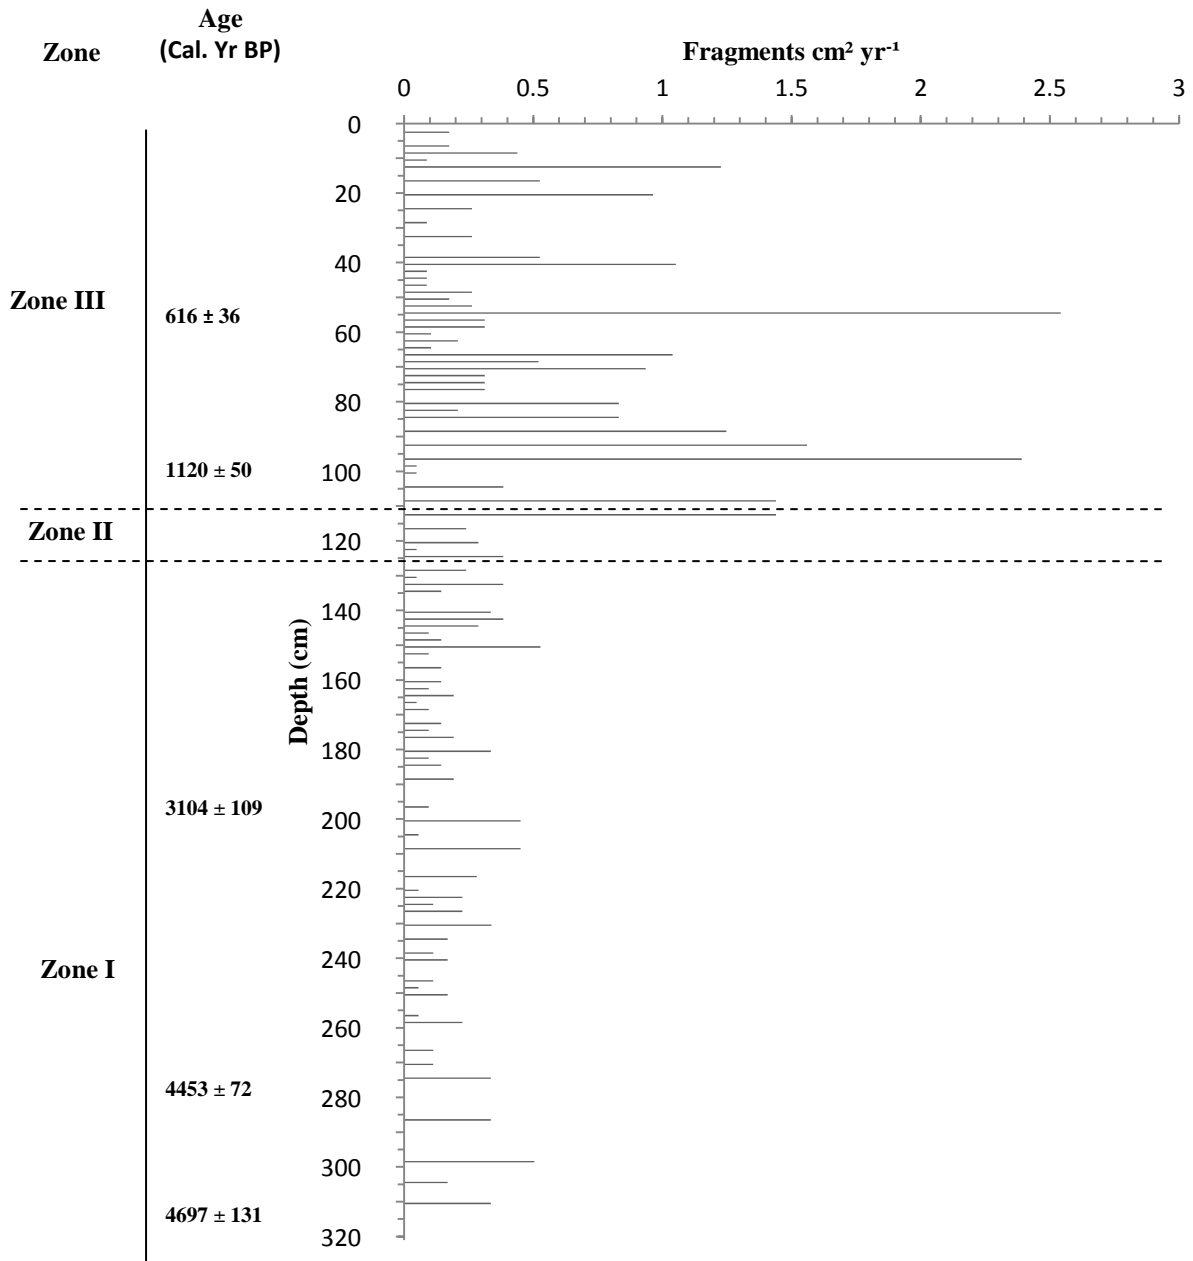 Age
Zone (Cal. Yr BP) Fragments cm² yr⁻¹
0 0.5 1 1.5 2 2.5 3
0
20
40
Zone III
616 ± 36
60
80
1120 ± 50
100
Zone II
120
140
Depth (cm)
160
180
3104 ± 109
200
220
240
Zone I
260
4453 ± 72
280
300
4697 ± 131
320